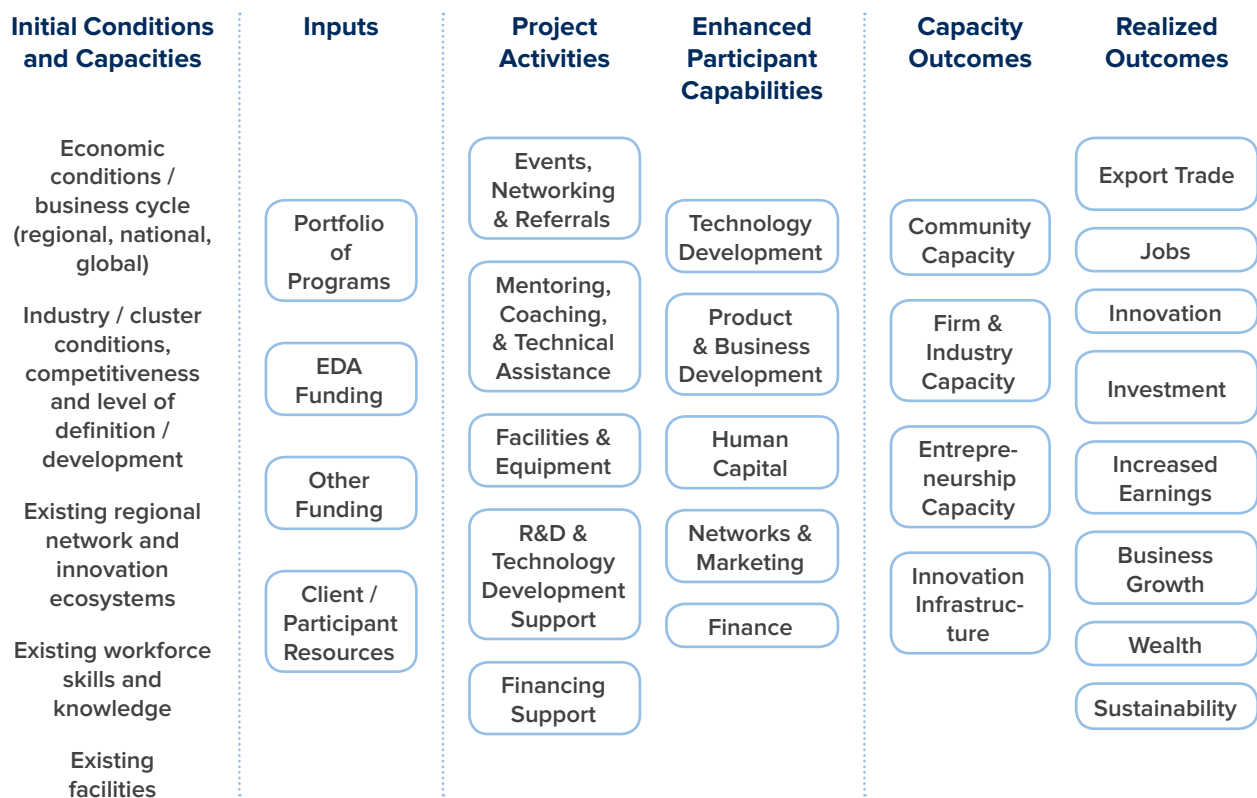 Initial Conditions
and Capacities
Economic
conditions /
business cycle
(regional, national,
global)
Industry / cluster
conditions,
competitiveness
and level of
definition /
development
Existing regional
network and
innovation
ecosystems
Existing workforce
skills and
knowledge
Existing
facilities
Inputs
Portfolio
of
Programs
EDA
Funding
Other
Funding
Client /
Participant
Resources
Project
Activities
Events,
Networking
& Referrals
Mentoring,
Coaching,
& Technical
Assistance
Facilities &
Equipment
R&D &
Technology
Development
Support
Financing
Support
Enhanced
Participant
Capabilities
Technology
Development
Product
& Business
Development
Human
Capital
Networks &
Marketing
Finance
Capacity
Outcomes
Community
Capacity
Firm &
Industry
Capacity
Entrepre-
neurship
Capacity
Innovation
Infrastruc-
ture
Realized
Outcomes
Export Trade
Jobs
Innovation
Investment
Increased
Earnings
Business
Growth
Wealth
Sustainability